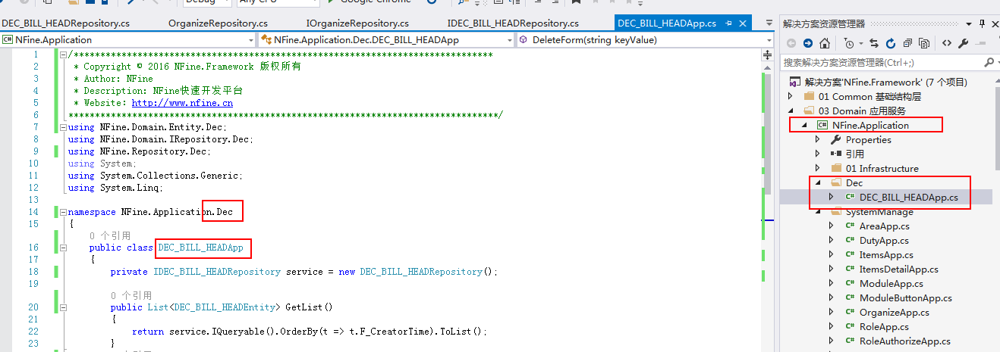 Debug Any CPU Google Chrome
DEC_BILL_HEADRepository.cs OrganizeRepository.cs IOrganizeRepository.cs IDEC_BILL_HEADRepository.cs DEC_BILL_HEADApp.cs
NFine.Application NFine.Application.Dec.DEC_BILL_HEADApp DeleteForm(string keyValue)
1 /*******************************************************************************
2 * Copyright © 2016 NFine.Framework 版权所有
3 * Author: NFine
4 * Description: NFine快速开发平台
5 * Website：http://www.nfine.cn
6 *********************************************************************************/
7 using NFine.Domain.Entity.Dec;
8 using NFine.Domain.IRepository.Dec;
9 using NFine.Repository.Dec;
10 using System;
11 using System.Collections.Generic;
12 using System.Linq;
13
14 namespace NFine.Application.Dec
15 {
0 个引用
16 public class DEC_BILL_HEADApp
17 {
18 private IDEC_BILL_HEADRepository service = new DEC_BILL_HEADRepository();
19
0 个引用
20 public List<DEC_BILL_HEADEntity> GetList()
21 {
22 return service.IQueryable().OrderBy(t => t.F_CreatorTime).ToList();
23 }
解决方案资源管理器
搜索解决方案资源管理器(Ctrl+;)
解决方案'NFine.Framework' (7 个项目)
01 Common 基础结构层
03 Domain 应用服务
C# NFine.Application
Properties
引用
01 Infrastructure
Dec
C# DEC_BILL_HEADApp.cs
SystemManage
C# AreaApp.cs
C# DutyApp.cs
C# ItemsApp.cs
C# ItemsDetailApp.cs
C# ModuleApp.cs
C# ModuleButtonApp.cs
C# OrganizeApp.cs
C# RoleApp.cs
C# RoleAuthorizeApp.cs